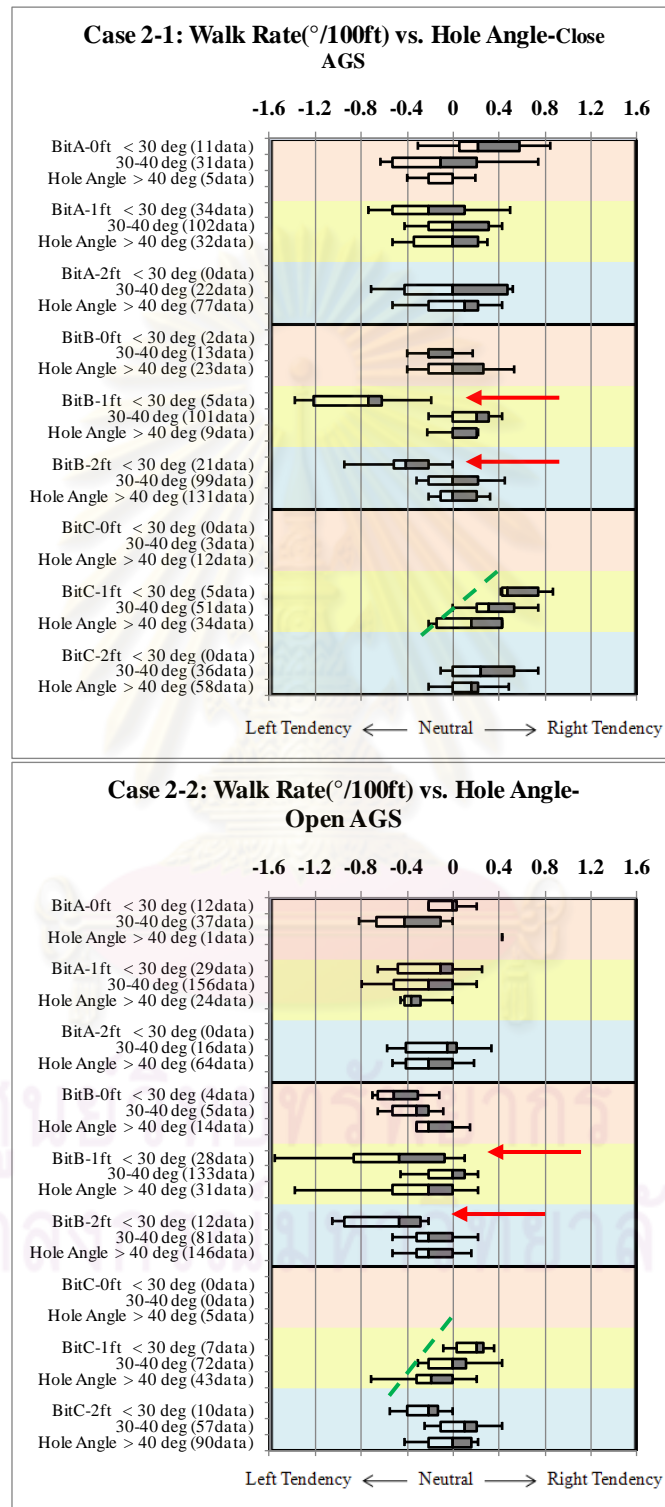 Case 2-1: Walk Rate(°/100ft) vs. Hole Angle-Close
AGS
-1.6 -1.2 -0.8 -0.4 0 0.4 0.8 1.2 1.6
BitA-0ft < 30 deg (11data)
30-40 deg (31data)
Hole Angle > 40 deg (5data)
BitA-1ft < 30 deg (34data)
30-40 deg (102data)
Hole Angle > 40 deg (32data)
BitA-2ft < 30 deg (0data)
30-40 deg (22data)
Hole Angle > 40 deg (77data)
BitB-0ft < 30 deg (2data)
30-40 deg (13data)
Hole Angle > 40 deg (23data)
BitB-1ft < 30 deg (5data)
30-40 deg (101data)
Hole Angle > 40 deg (9data)
BitB-2ft < 30 deg (21data)
30-40 deg (99data)
Hole Angle > 40 deg (131data)
BitC-0ft < 30 deg (0data)
30-40 deg (3data)
Hole Angle > 40 deg (12data)
BitC-1ft < 30 deg (5data)
30-40 deg (51data)
Hole Angle > 40 deg (34data)
BitC-2ft < 30 deg (0data)
30-40 deg (36data)
Hole Angle > 40 deg (58data)
Left Tendency Neutral Right Tendency
Case 2-2: Walk Rate(°/100ft) vs. Hole Angle-
Open AGS
-1.6 -1.2 -0.8 -0.4 0 0.4 0.8 1.2 1.6
BitA-0ft < 30 deg (12data)
30-40 deg (37data)
Hole Angle > 40 deg (1data)
BitA-1ft < 30 deg (29data)
30-40 deg (156data)
Hole Angle > 40 deg (24data)
BitA-2ft < 30 deg (0data)
30-40 deg (16data)
Hole Angle > 40 deg (64data)
BitB-0ft < 30 deg (4data)
30-40 deg (5data)
Hole Angle > 40 deg (14data)
BitB-1ft < 30 deg (28data)
30-40 deg (133data)
Hole Angle > 40 deg (31data)
BitB-2ft < 30 deg (12data)
30-40 deg (81data)
Hole Angle > 40 deg (146data)
BitC-0ft < 30 deg (0data)
30-40 deg (0data)
Hole Angle > 40 deg (5data)
BitC-1ft < 30 deg (7data)
30-40 deg (72data)
Hole Angle > 40 deg (43data)
BitC-2ft < 30 deg (10data)
30-40 deg (57data)
Hole Angle > 40 deg (90data)
Left Tendency Neutral Right Tendency